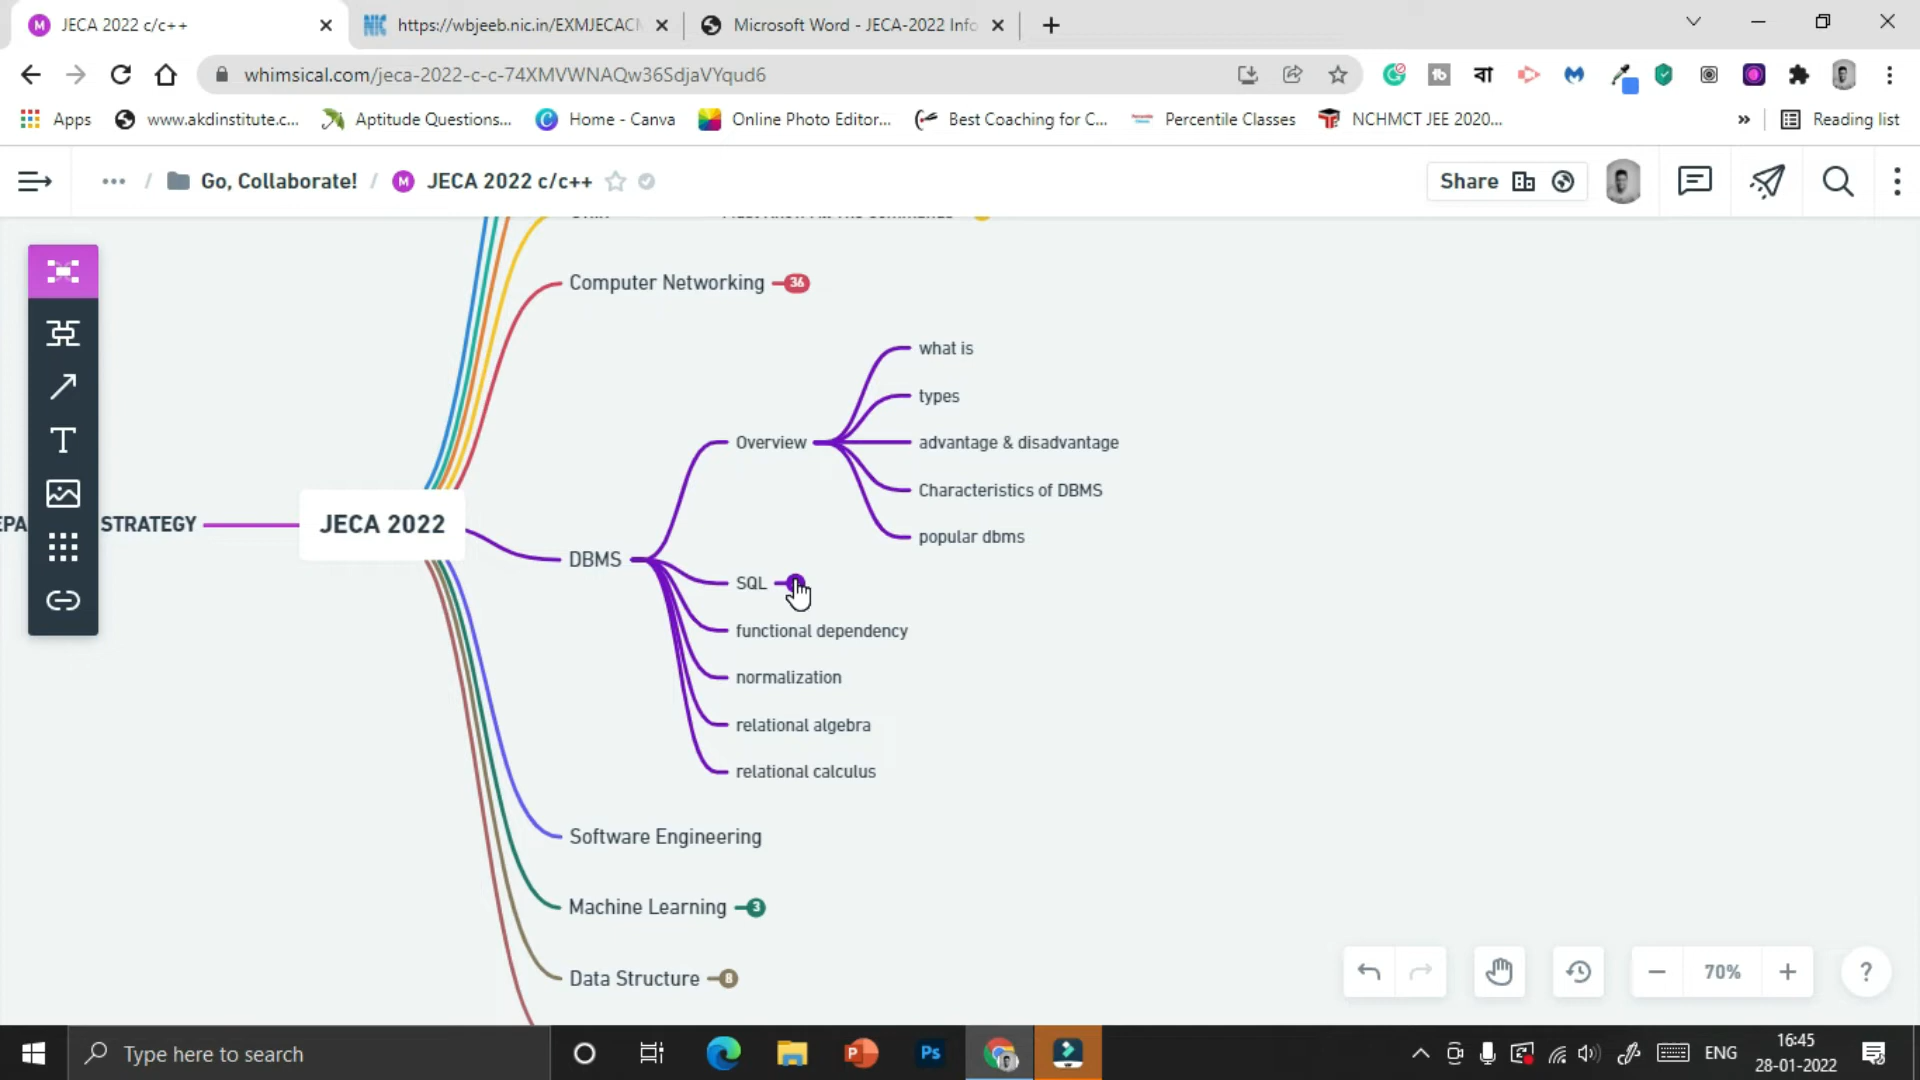 JECA 2022 c/c++
NIC
https://wbjeeb.nic.in/EXMJECACM
Microsoft Word - JECA-2022 Info
whimsical.com/jeca-2022-c-c-74XMVWNAQw36SdjaVYqud6
বা
Apps
www.akdinstitute.c...
Aptitude Questions...
Home - Canva
Online Photo Editor...
Best Coaching for C...
Percentile Classes
NCHMCT JEE 2020...
»
Reading list
Go, Collaborate!
/
M JECA 2022 c/c++
Share
Computer Networking 36
what is
types
Overview
advantage & disadvantage
Characteristics of DBMS
popular dbms
STRATEGY
JECA 2022
DBMS
SQL
functional dependency
normalization
relational algebra
relational calculus
Software Engineering
Machine Learning 3
Data Structure 8
70%
?
Type here to search
Ps
ENG
16:45
28-01-2022